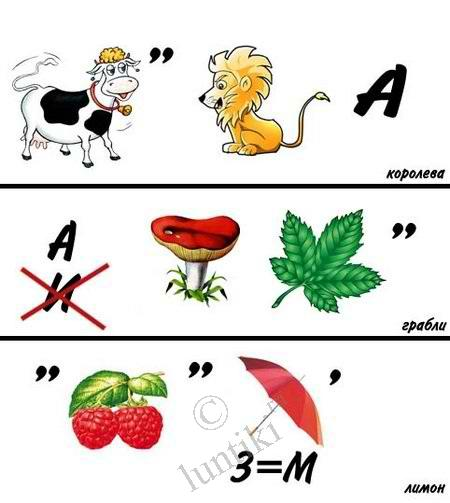 ” А
королева
А
И
”
грабли
” ” ,
З=М
лимон
© luntiki